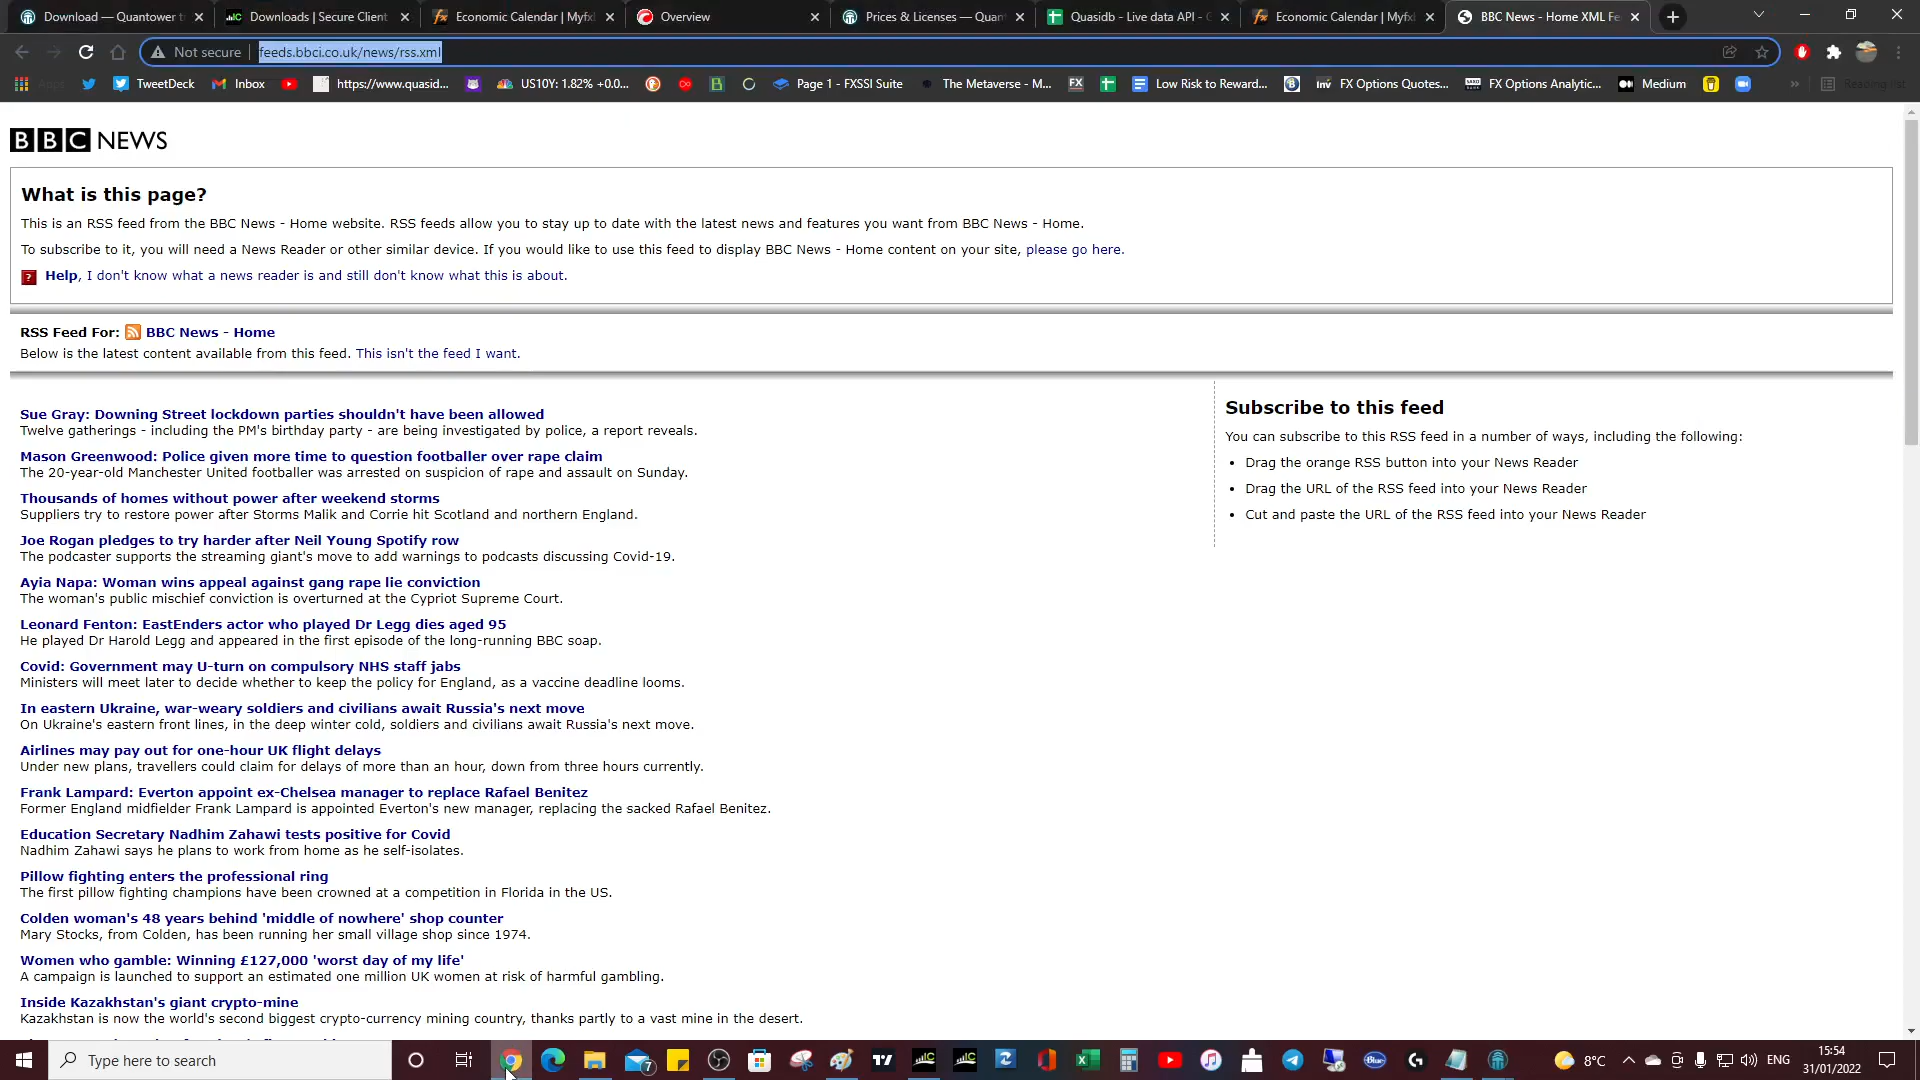 Download — Quantower tr
Downloads | Secure Client
Economic Calendar | Myfxb
Overview
Prices & Licenses — Quant
Quasidb - Live data API - G
Economic Calendar | Myfxb
BBC News - Home XML Fe
Not secure
feeds.bbci.co.uk/news/rss.xml
Apps
TweetDeck
Inbox
https://www.quasid...
US10Y: 1.82% +0.0...
Page 1 - FXSSI Suite
The Metaverse - M...
FX
Low Risk to Reward...
Inv
FX Options Quotes...
FX Options Analytic...
Medium
Reading list
BBC NEWS
What is this page?
This is an RSS feed from the BBC News - Home website. RSS feeds allow you to stay up to date with the latest news and features you want from BBC News - Home.
To subscribe to it, you will need a News Reader or other similar device. If you would like to use this feed to display BBC News - Home content on your site, please go here.
? Help, I don't know what a news reader is and still don't know what this is about.
RSS Feed For: BBC News - Home
Below is the latest content available from this feed. This isn't the feed I want.
Sue Gray: Downing Street lockdown parties shouldn't have been allowed
Twelve gatherings - including the PM's birthday party - are being investigated by police, a report reveals.
Mason Greenwood: Police given more time to question footballer over rape claim
The 20-year-old Manchester United footballer was arrested on suspicion of rape and assault on Sunday.
Thousands of homes without power after weekend storms
Suppliers try to restore power after Storms Malik and Corrie hit Scotland and northern England.
Joe Rogan pledges to try harder after Neil Young Spotify row
The podcaster supports the streaming giant's move to add warnings to podcasts discussing Covid-19.
Ayia Napa: Woman wins appeal against gang rape lie conviction
The woman's public mischief conviction is overturned at the Cypriot Supreme Court.
Leonard Fenton: EastEnders actor who played Dr Legg dies aged 95
He played Dr Harold Legg and appeared in the first episode of the long-running BBC soap.
Covid: Government may U-turn on compulsory NHS staff jabs
Ministers will meet later to decide whether to keep the policy for England, as a vaccine deadline looms.
In eastern Ukraine, war-weary soldiers and civilians await Russia's next move
On Ukraine's eastern front lines, in the deep winter cold, soldiers and civilians await Russia's next move.
Airlines may pay out for one-hour UK flight delays
Under new plans, travellers could claim for delays of more than an hour, down from three hours currently.
Frank Lampard: Everton appoint ex-Chelsea manager to replace Rafael Benitez
Former England midfielder Frank Lampard is appointed Everton's new manager, replacing the sacked Rafael Benitez.
Education Secretary Nadhim Zahawi tests positive for Covid
Nadhim Zahawi says he plans to work from home as he self-isolates.
Pillow fighting enters the professional ring
The first pillow fighting champions have been crowned at a competition in Florida in the US.
Colden woman's 48 years behind 'middle of nowhere' shop counter
Mary Stocks, from Colden, has been running her small village shop since 1974.
Women who gamble: Winning £127,000 'worst day of my life'
A campaign is launched to support an estimated one million UK women at risk of harmful gambling.
Inside Kazakhstan's giant crypto-mine
Kazakhstan is now the world's second biggest crypto-currency mining country, thanks partly to a vast mine in the desert.
Subscribe to this feed
You can subscribe to this RSS feed in a number of ways, including the following:
• Drag the orange RSS button into your News Reader
• Drag the URL of the RSS feed into your News Reader
• Cut and paste the URL of the RSS feed into your News Reader
Type here to search
7
8°C
ENG
15:54
31/01/2022